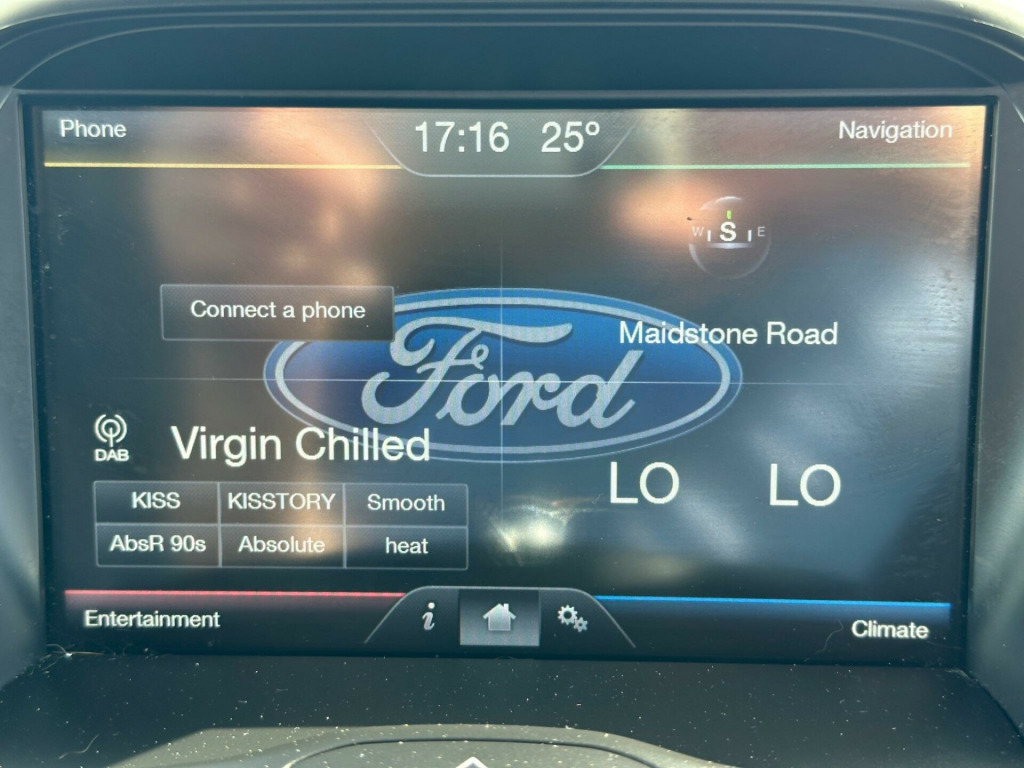 Phone
17:16 25º
Navigation
W S E
Connect a phone
Ford
Maidstone Road
DAB
Virgin Chilled
LO LO
KISS KISSTORY Smooth
AbsR 90s Absolute heat
Entertainment
i
Climate